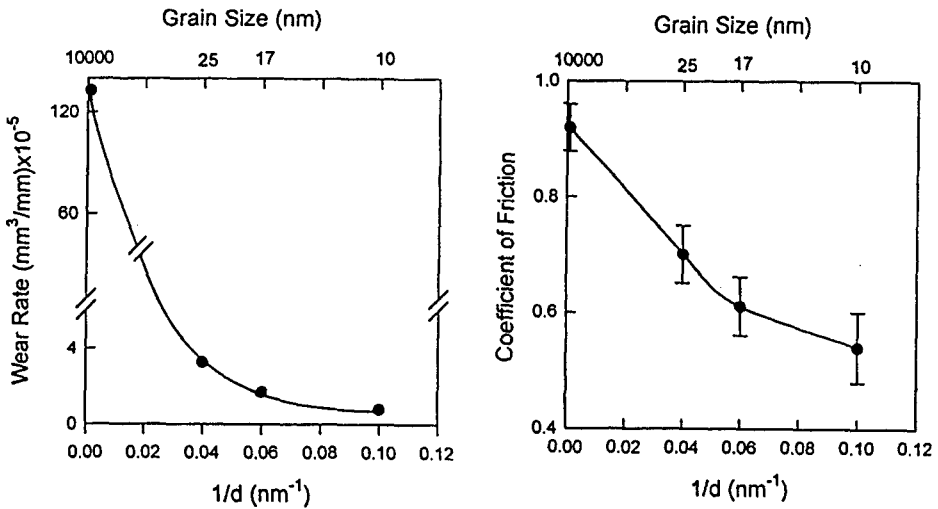 Grain Size (nm)
10000 25 17 10
Wear Rate (mm³/mm)x10⁻⁵
120
60
4
0
0.00 0.02 0.04 0.06 0.08 0.10 0.12
1/d (nm⁻¹)
Grain Size (nm)
10000 25 17 10
Coefficient of Friction
1.0
0.8
0.6
0.4
0.00 0.02 0.04 0.06 0.08 0.10 0.12
1/d (nm⁻¹)